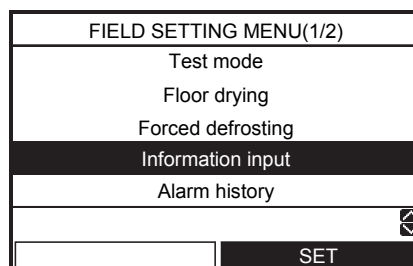 FIELD SETTING MENU(1/2)
Test mode
Floor drying
Forced defrosting
Information input
Alarm history
SET